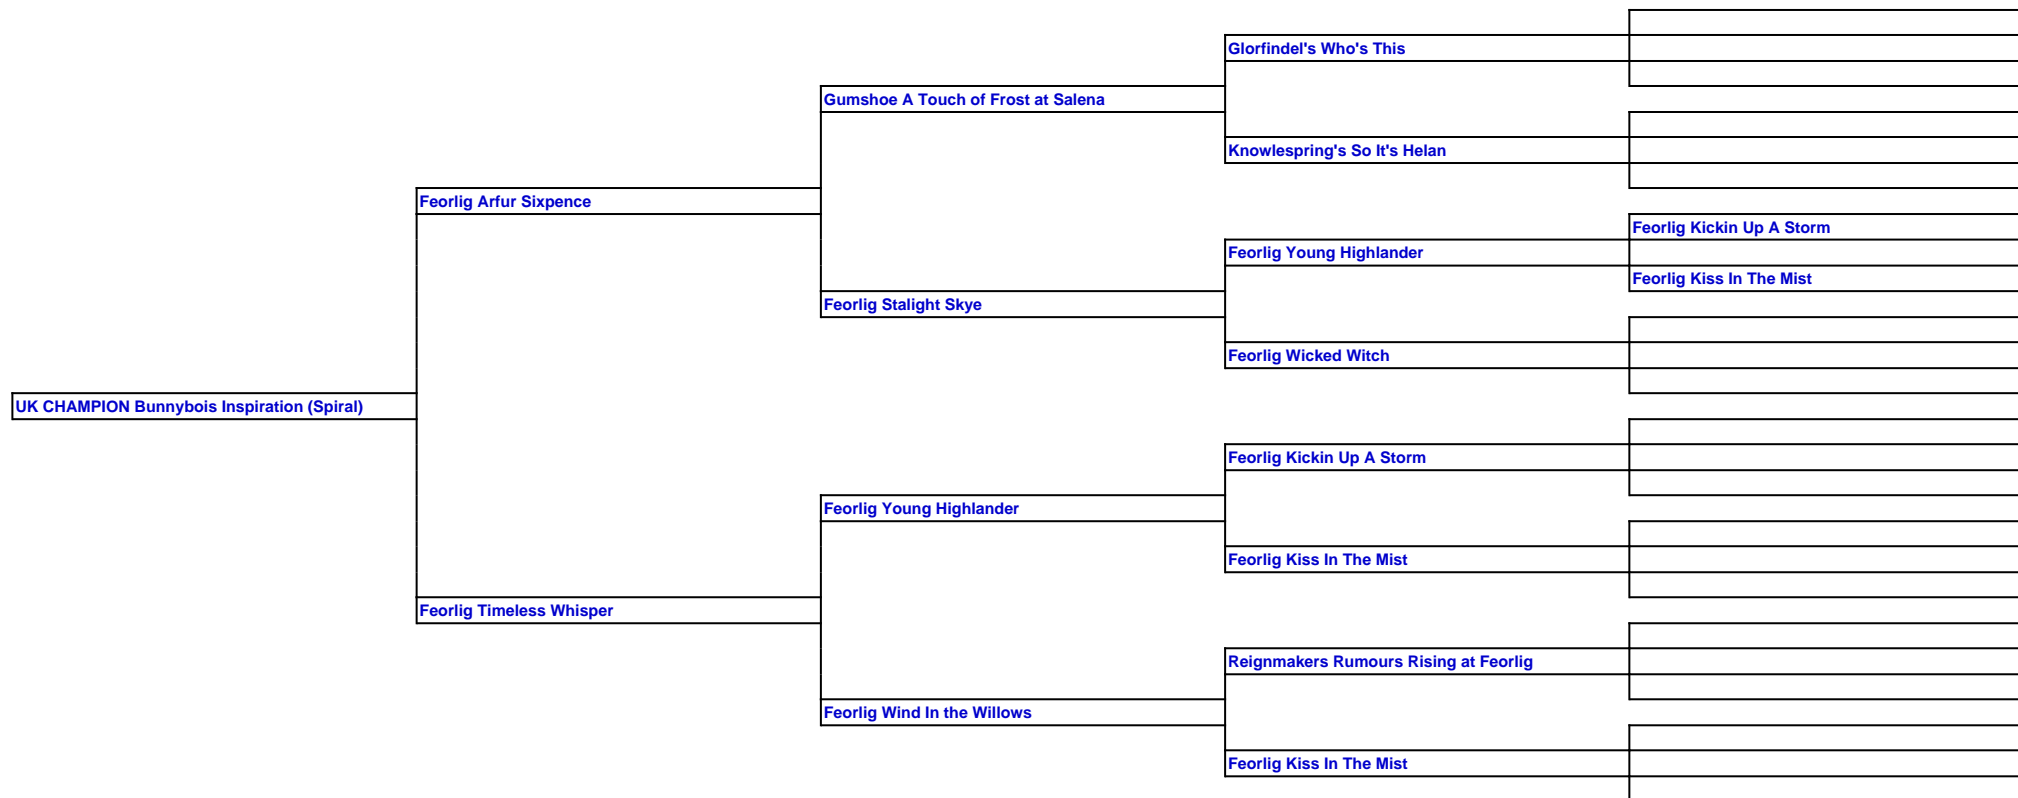 Glorfindel's Who's This
Gumshoe A Touch of Frost at Salena
Knowlespring's So It's Helan
Feorlig Arfur Sixpence
Feorlig Kickin Up A Storm
Feorlig Young Highlander
Feorlig Kiss In The Mist
Feorlig Stalight Skye
Feorlig Wicked Witch
UK CHAMPION Bunnybois Inspiration (Spiral)
Feorlig Kickin Up A Storm
Feorlig Young Highlander
Feorlig Kiss In The Mist
Feorlig Timeless Whisper
Reignmakers Rumours Rising at Feorlig
Feorlig Wind In the Willows
Feorlig Kiss In The Mist